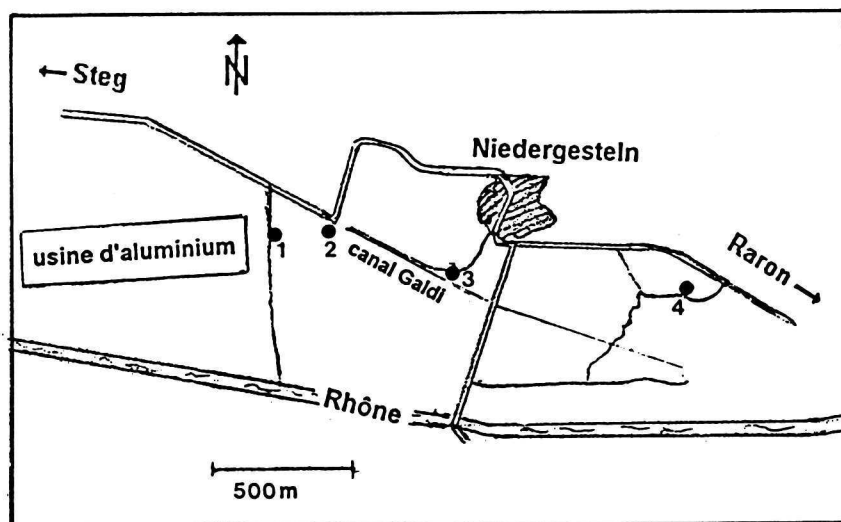 ← Steg
N
Niedergesteln
usine d'aluminium
1
2
canal Galdi
3
Raron
4
Rhône
500m